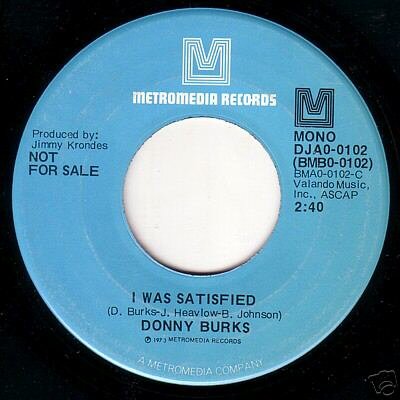 METROMEDIA RECORDS
Produced by:
Jimmy Krondes
NOT
FOR SALE
MONO
DJA0-0102
(BMB0-0102)
BMA0-0102-C
Valando Music,
Inc., ASCAP
2:40
I WAS SATISFIED
(D. Burks-J. Heavlow-B. Johnson)
DONNY BURKS
℗ 1973 METROMEDIA RECORDS
A METROMEDIA COMPANY